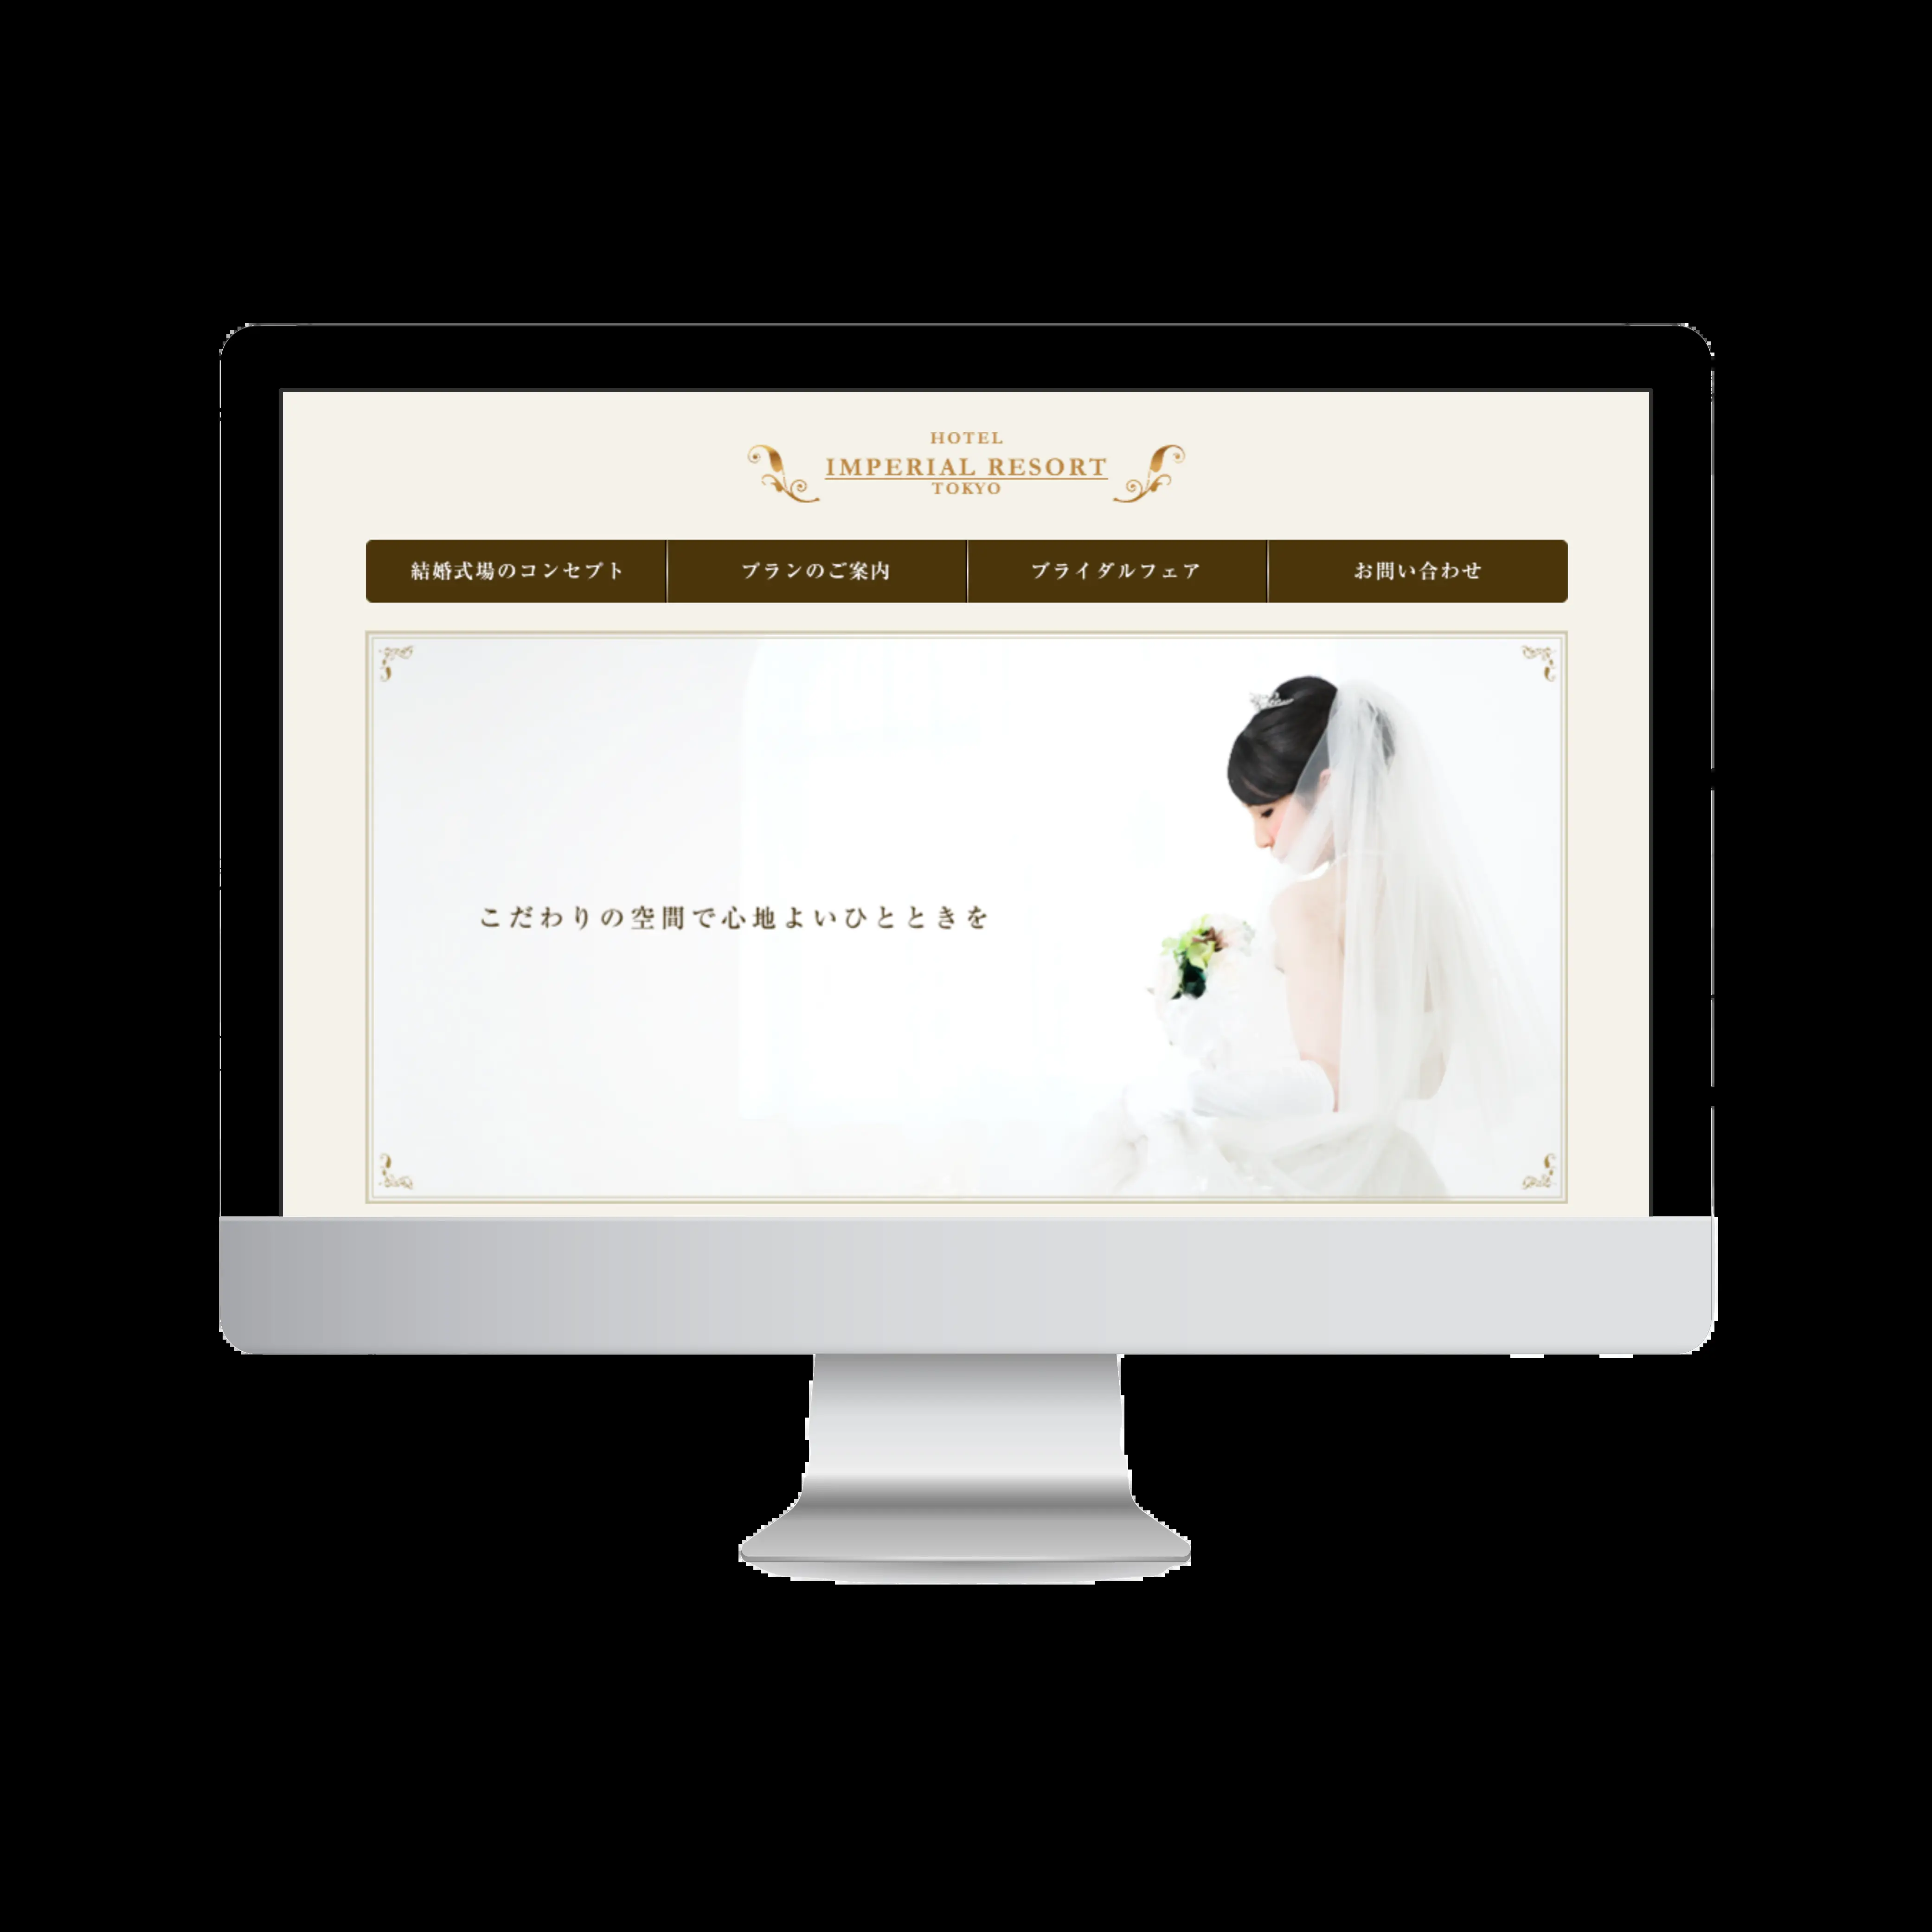 HOTEL
IMPERIAL RESORT
TOKYO
結婚式場のコンセプト
プランのご案内
ブライダルフェア
お問い合わせ
こだわりの空間で心地よいひとときを